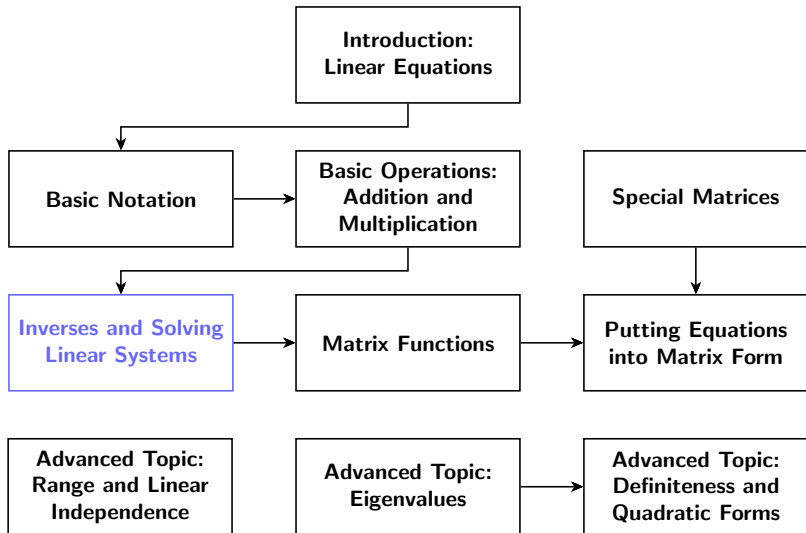 Introduction:
Linear Equations
Basic Notation
Basic Operations:
Addition and
Multiplication
Special Matrices
Inverses and Solving
Linear Systems
Matrix Functions
Putting Equations
into Matrix Form
Advanced Topic:
Range and Linear
Independence
Advanced Topic:
Eigenvalues
Advanced Topic:
Definiteness and
Quadratic Forms